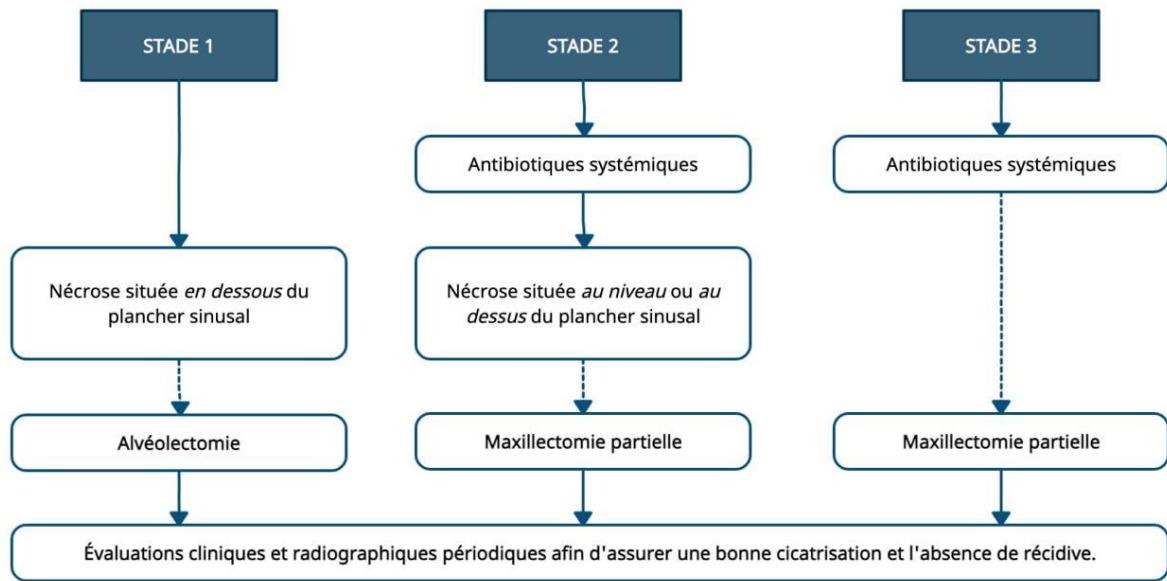 STADE 1
STADE 2
STADE 3
Antibiotiques systémiques
Antibiotiques systémiques
Nécrose située en dessous du
plancher sinusal
Nécrose située au niveau ou au
dessus du plancher sinusal
Alvéolectomie
Maxillectomie partielle
Maxillectomie partielle
Évaluations cliniques et radiographiques périodiques afin d'assurer une bonne cicatrisation et l'absence de récidive.